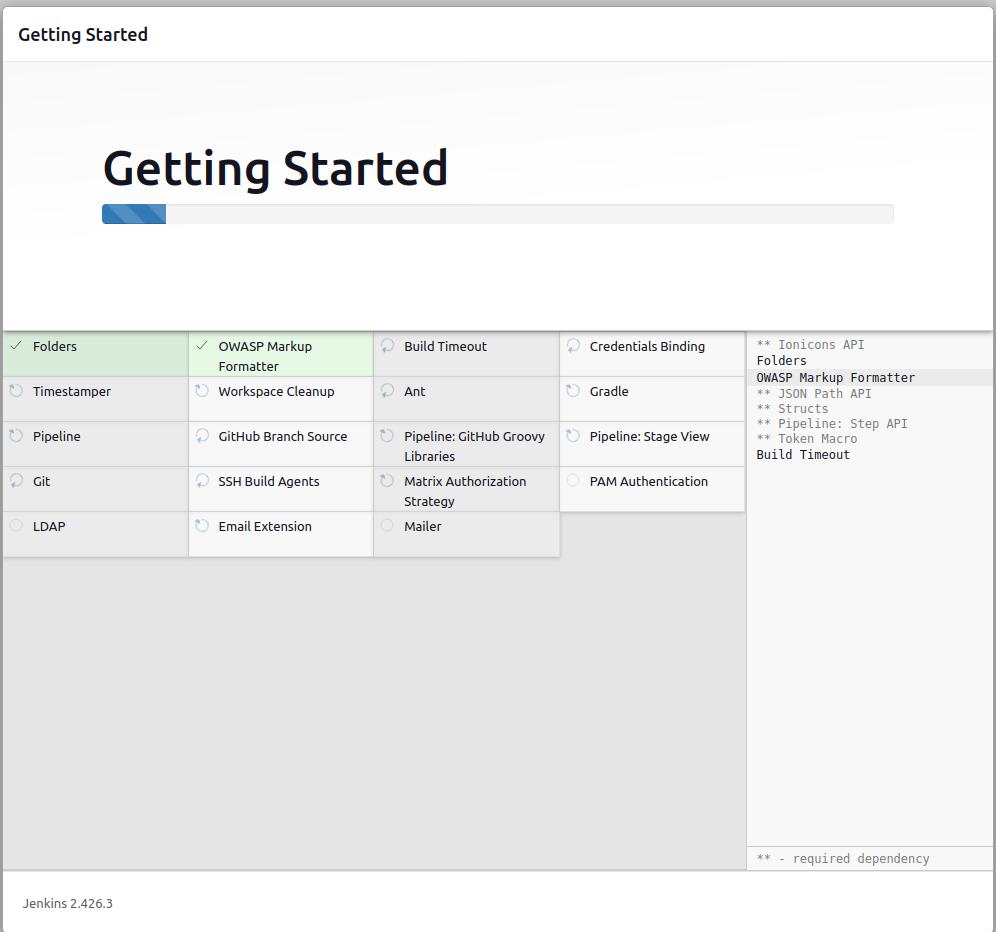 Getting Started
Getting Started
Folders
OWASP Markup
Formatter
Build Timeout
Credentials Binding
Timestamper
Workspace Cleanup
Ant
Gradle
Pipeline
GitHub Branch Source
Pipeline: GitHub Groovy
Libraries
Pipeline: Stage View
Git
SSH Build Agents
Matrix Authorization
Strategy
PAM Authentication
LDAP
Email Extension
Mailer
** Ionicons API
Folders
OWASP Markup Formatter
** JSON Path API
** Structs
** Pipeline: Step API
** Token Macro
Build Timeout
** - required dependency
Jenkins 2.426.3